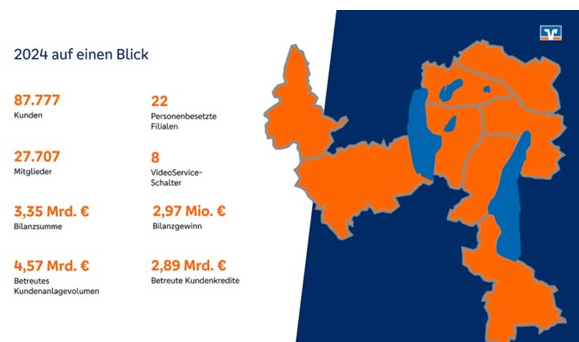 2024 auf einen Blick
87.777
Kunden
22
Personenbesetzte
Filialen
27.707
Mitglieder
8
VideoService-
Schalter
3,35 Mrd. €
Bilanzsumme
2,97 Mio. €
Bilanzgewinn
4,57 Mrd. €
Betreutes
Kundenanlagevolumen
2,89 Mrd. €
Betreute Kundenkredite